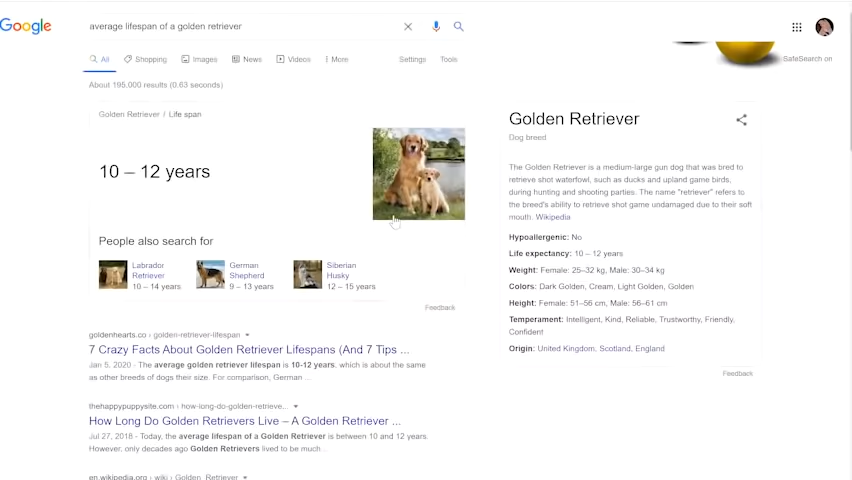 Google
average lifespan of a golden retriever
All
Shopping
Images
News
Videos
More
Settings
Tools
SafeSearch on
About 195,000 results (0.63 seconds)
Golden Retriever / Life span
10 – 12 years
People also search for
Labrador
Retriever
10 – 14 years
German
Shepherd
9 – 13 years
Siberian
Husky
12 – 15 years
Feedback
goldenhearts.co › golden-retriever-lifespan
7 Crazy Facts About Golden Retriever Lifespans (And 7 Tips ...
Jan 5, 2020 - The average golden retriever lifespan is 10-12 years, which is about the same
as other breeds of dogs their size. For comparison, German ...
thehappypuppysite.com › how-long-do-golden-retrieve...
How Long Do Golden Retrievers Live – A Golden Retriever ...
Jul 27, 2018 - Today, the average lifespan of a Golden Retriever is between 10 and 12 years.
However, only decades ago Golden Retrievers lived to be much...
en.wikipedia.org › wiki › Golden_Retriever
Golden Retriever
Dog breed
The Golden Retriever is a medium-large gun dog that was bred to
retrieve shot waterfowl, such as ducks and upland game birds,
during hunting and shooting parties. The name "retriever" refers to
the breed's ability to retrieve shot game undamaged due to their soft
mouth. Wikipedia
Hypoallergenic: No
Life expectancy: 10 – 12 years
Weight: Female: 25–32 kg, Male: 30–34 kg
Colors: Dark Golden, Cream, Light Golden, Golden
Height: Female: 51–56 cm, Male: 56–61 cm
Temperament: Intelligent, Kind, Reliable, Trustworthy, Friendly,
Confident
Origin: United Kingdom, Scotland, England
Feedback